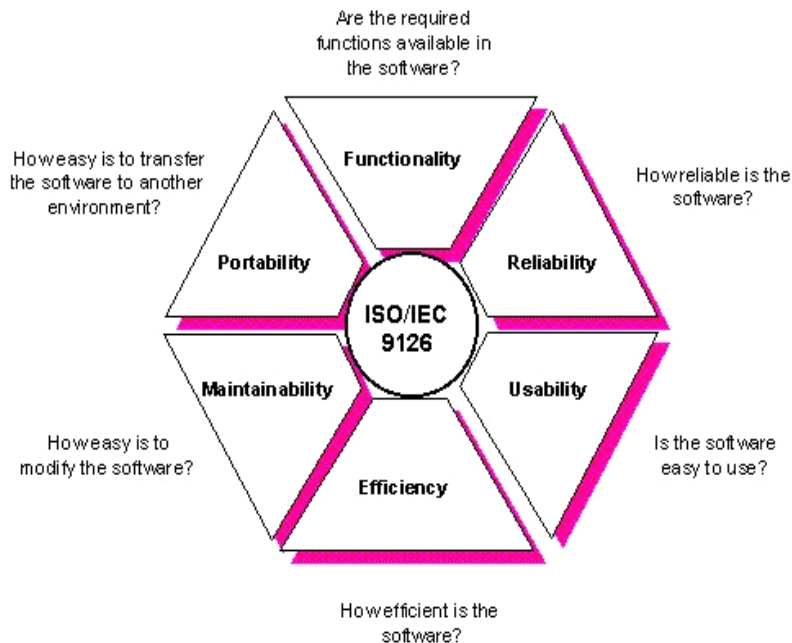 Are the required
functions available in
the software?
Functionality
How reliable is the
software?
Reliability
Is the software
easy to use?
Usability
How efficient is the
software?
Efficiency
How easy is to
modify the software?
Maintainability
How easy is to transfer
the software to another
environment?
Portability
ISO/IEC
9126